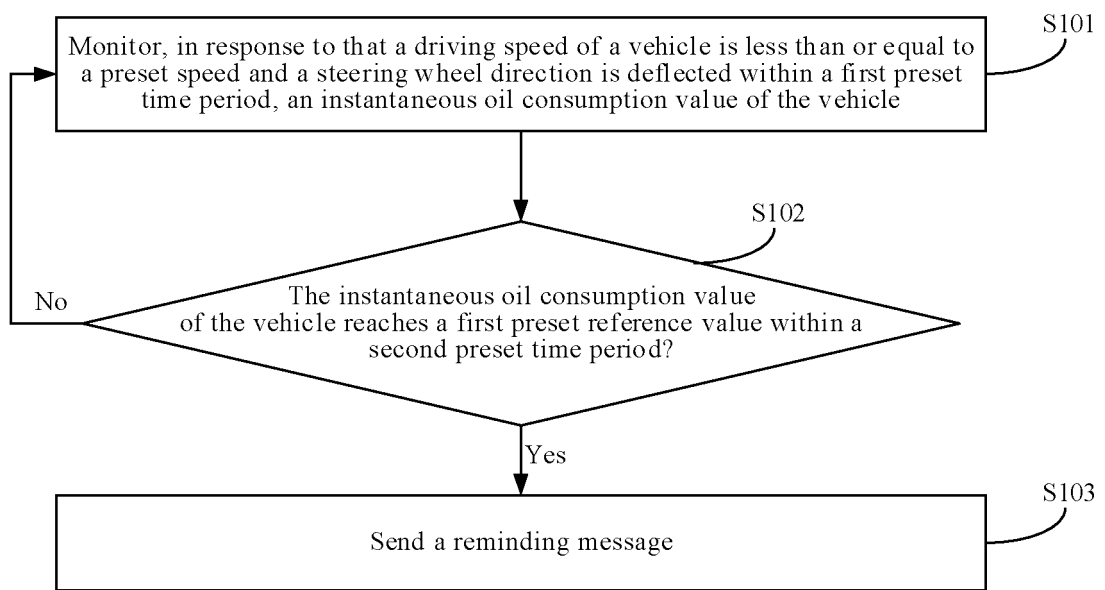 S101
Monitor, in response to that a driving speed of a vehicle is less than or equal to
a preset speed and a steering wheel direction is deflected within a first preset
time period, an instantaneous oil consumption value of the vehicle
S102
No
The instantaneous oil consumption value
of the vehicle reaches a first preset reference value within a
second preset time period?
Yes
S103
Send a reminding message